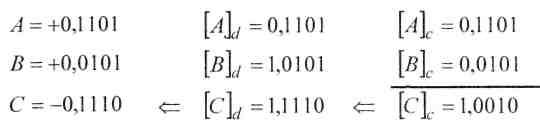 A = +0,1101 [A]d = 0,1101 [A]c = 0,1101
B = +0,0101 [B]d = 1,0101 [B]c = 0,0101
C = −0,1110 ⇐ [C]d = 1,1110 ⇐ [C]c = 1,0010